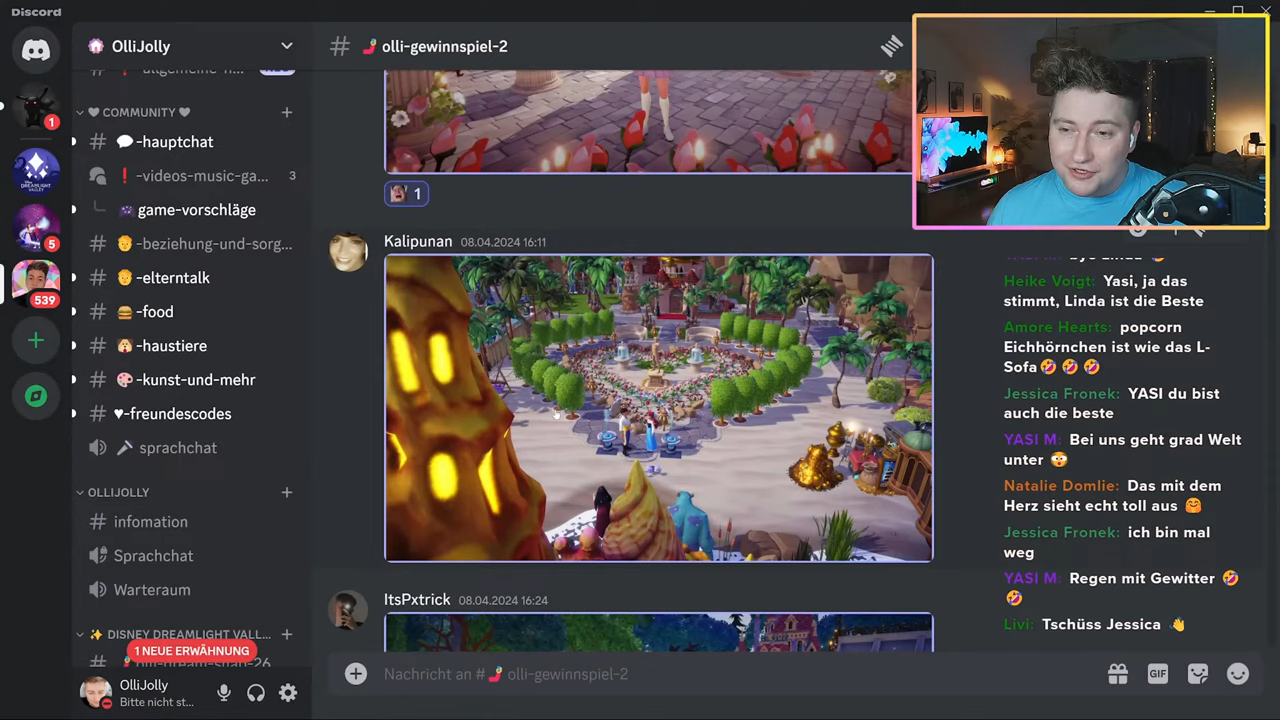 Discord
OlliJolly
COMMUNITY
-hauptchat
-videos-music-ga...
3
game-vorschläge
-beziehung-und-sorg...
-elterntalk
-food
-haustiere
-kunst-und-mehr
-freundescodes
sprachchat
OLLIJOLLY
infomation
Sprachchat
Warteraum
DISNEY DREAMLIGHT VALL...
1 NEUE ERWÄHNUNG
OlliJolly
Bitte nicht st...
1
5
539
# olli-gewinnspiel-2
1
Kalipunan 08.04.2024 16:11
ItsPxtrick 08.04.2024 16:24
Nachricht an # olli-gewinnspiel-2
GIF
Heike Voigt: Yasi, ja das
stimmt, Linda ist die Beste
Amore Hearts: popcorn
Eichhörnchen ist wie das L-
Sofa🤣 🤣 🤣
Jessica Fronek: YASI du bist
auch die beste
YASI M: Bei uns geht grad Welt
unter 😳
Natalie Domlie: Das mit dem
Herz sieht echt toll aus 🤗
Jessica Fronek: ich bin mal
weg
YASI M: Regen mit Gewitter 🤣
🤣
Livi: Tschüss Jessica 👋